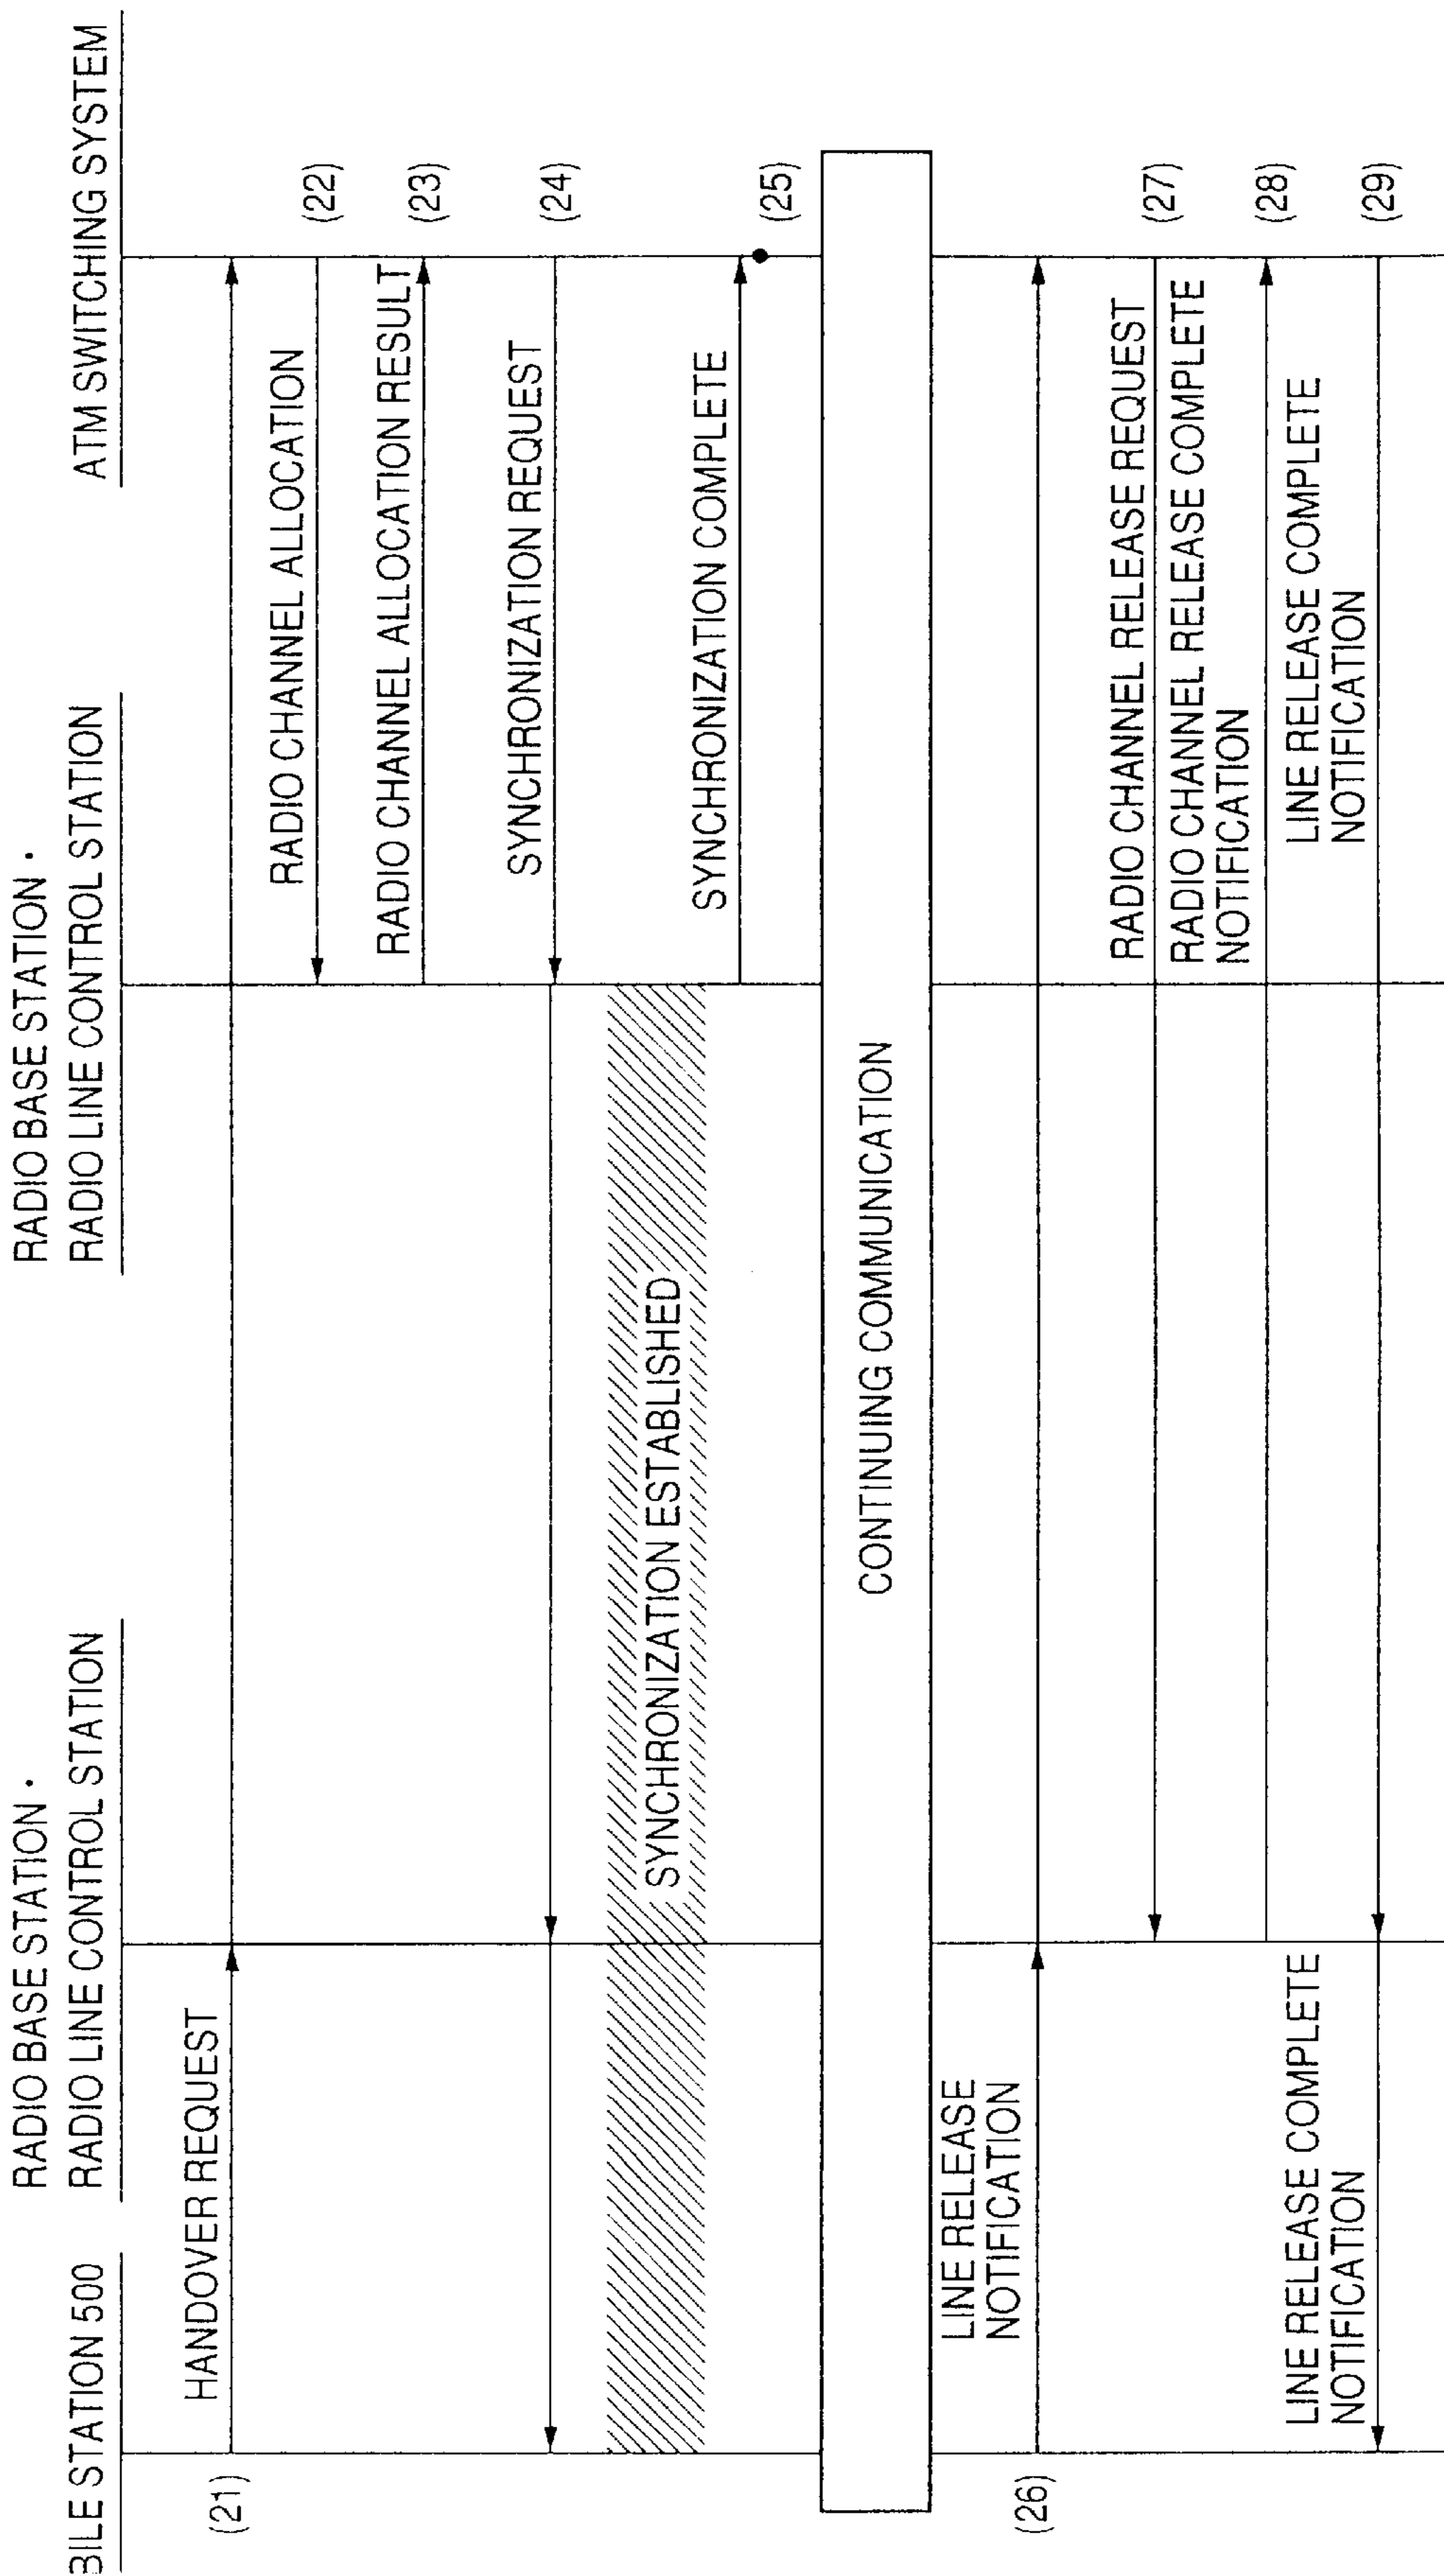 BILE STATION 500
RADIO BASE STATION •
RADIO LINE CONTROL STATION
RADIO BASE STATION •
RADIO LINE CONTROL STATION
ATM SWITCHING SYSTEM
(21)
HANDOVER REQUEST
RADIO CHANNEL ALLOCATION
(22)
RADIO CHANNEL ALLOCATION RESULT
(23)
SYNCHRONIZATION REQUEST
(24)
SYNCHRONIZATION ESTABLISHED
SYNCHRONIZATION COMPLETE
(25)
CONTINUING COMMUNICATION
LINE RELEASE
NOTIFICATION
(26)
RADIO CHANNEL RELEASE REQUEST
(27)
RADIO CHANNEL RELEASE COMPLETE
NOTIFICATION
(28)
LINE RELEASE COMPLETE
NOTIFICATION
LINE RELEASE COMPLETE
NOTIFICATION
(29)